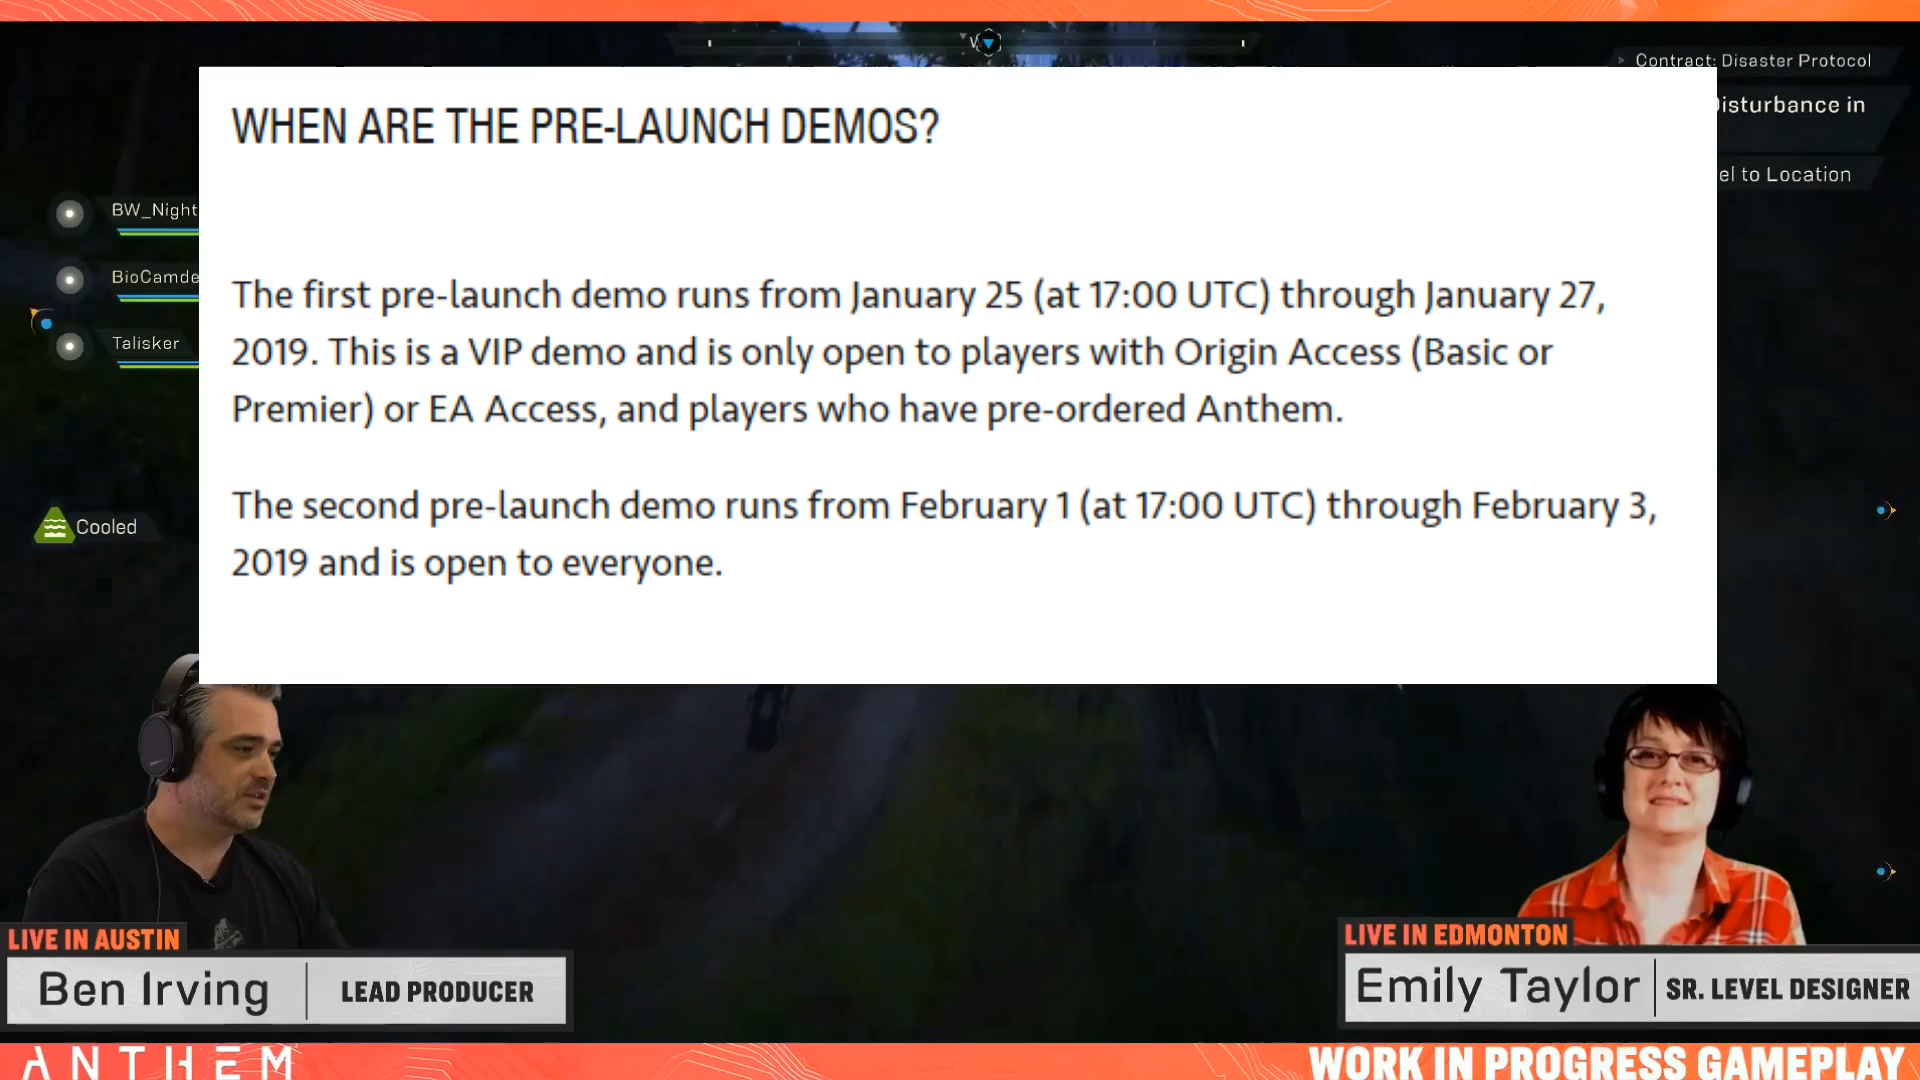 Contract: Disaster Protocol
Disturbance in
el to Location
WHEN ARE THE PRE-LAUNCH DEMOS?
BW_Night
BioCamde
Talisker
The first pre-launch demo runs from January 25 (at 17:00 UTC) through January 27,
2019. This is a VIP demo and is only open to players with Origin Access (Basic or
Premier) or EA Access, and players who have pre-ordered Anthem.
The second pre-launch demo runs from February 1 (at 17:00 UTC) through February 3,
2019 and is open to everyone.
Cooled
LIVE IN AUSTIN
Ben Irving | LEAD PRODUCER
LIVE IN EDMONTON
Emily Taylor | SR. LEVEL DESIGNER
ANTHEM
WORK IN PROGRESS GAMEPLAY